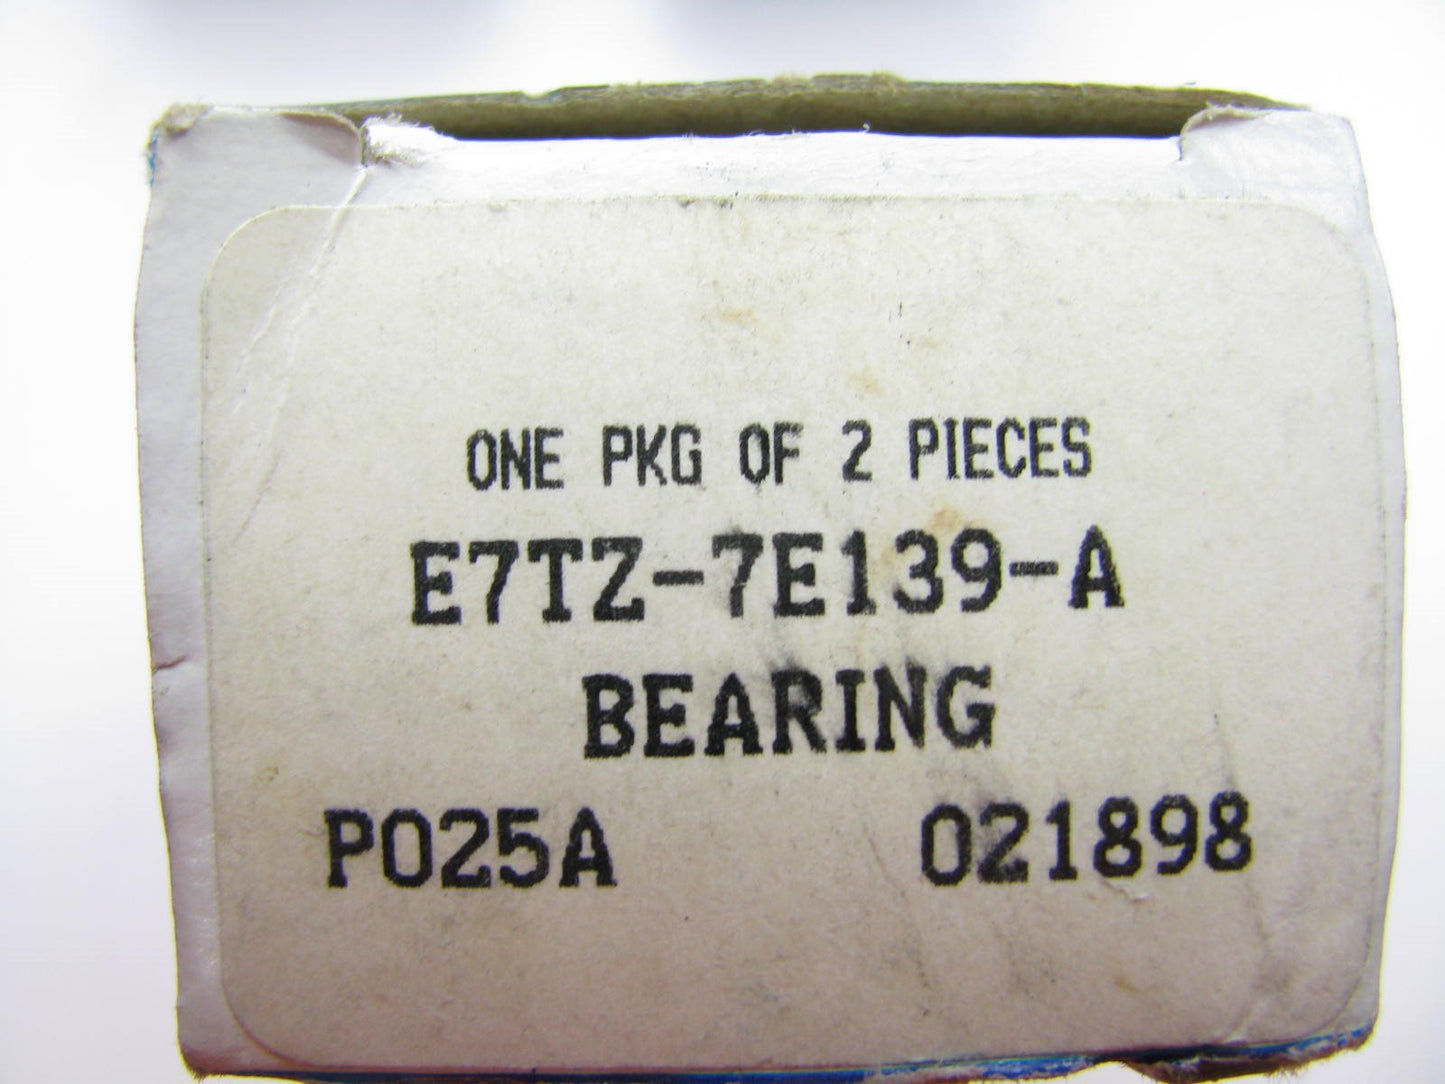 ONE PKG OF 2 PIECES
E7TZ-7E139-A
BEARING
P025A 021898